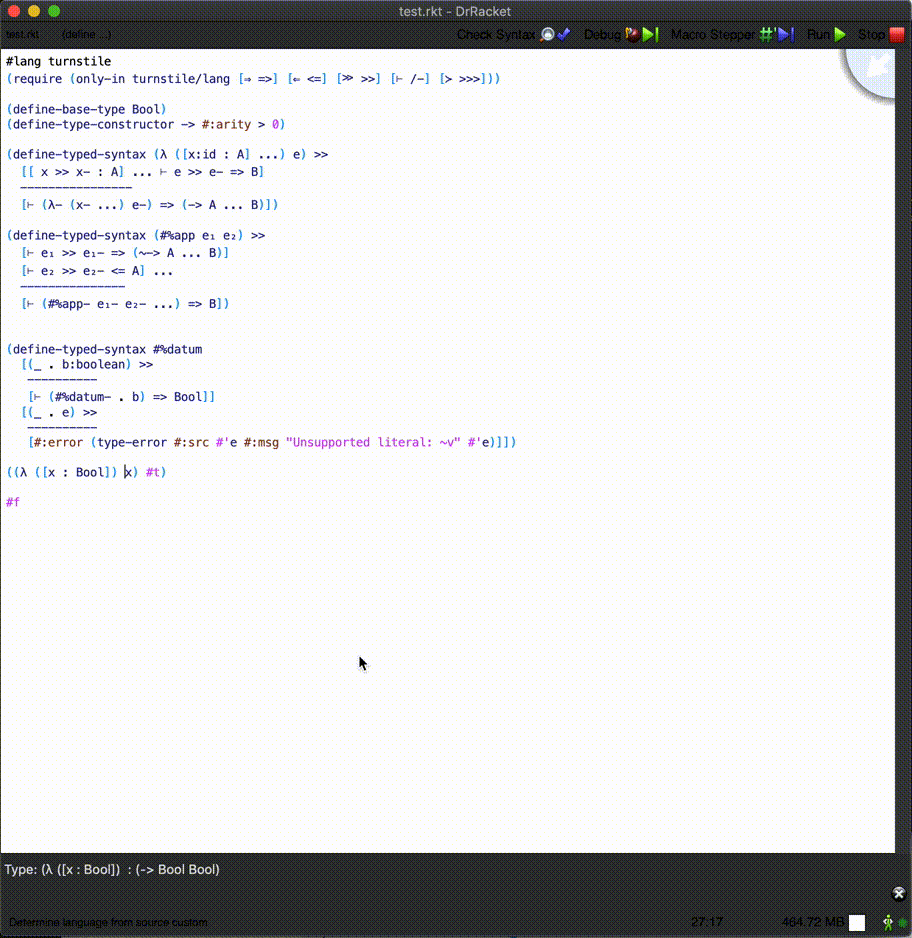 test.rkt - DrRacket
test.rkt (define ...) Check Syntax Debug Macro Stepper #' Run Stop
#lang turnstile
(require (only-in turnstile/lang [⇒ =>] [⇐ <=] [≫ >>] [⊢ /-] [≻ >>>]))
(define-base-type Bool)
(define-type-constructor -> #:arity > 0)
(define-typed-syntax (λ ([x:id : A] ...) e) >>
[[ x >> x- : A] ... ⊢ e >> e- => B]
----------------
[⊢ (λ- (x- ...) e-) => (-> A ... B)])
(define-typed-syntax (#%app e₁ e₂) >>
[⊢ e₁ >> e₁- => (~-> A ... B)]
[⊢ e₂ >> e₂- <= A] ...
---------------
[⊢ (#%app- e₁- e₂- ...) => B])
(define-typed-syntax #%datum
[(_ . b:boolean) >>
----------
[⊢ (#%datum- . b) => Bool]]
[(_ . e) >>
----------
[#:error (type-error #:src #'e #:msg "Unsupported literal: ~v" #'e)]])
((λ ([x : Bool]) x) #t)
#f
Type: (λ ([x : Bool]) : (-> Bool Bool)
Determine language from source custom 27:17 464.72 MB